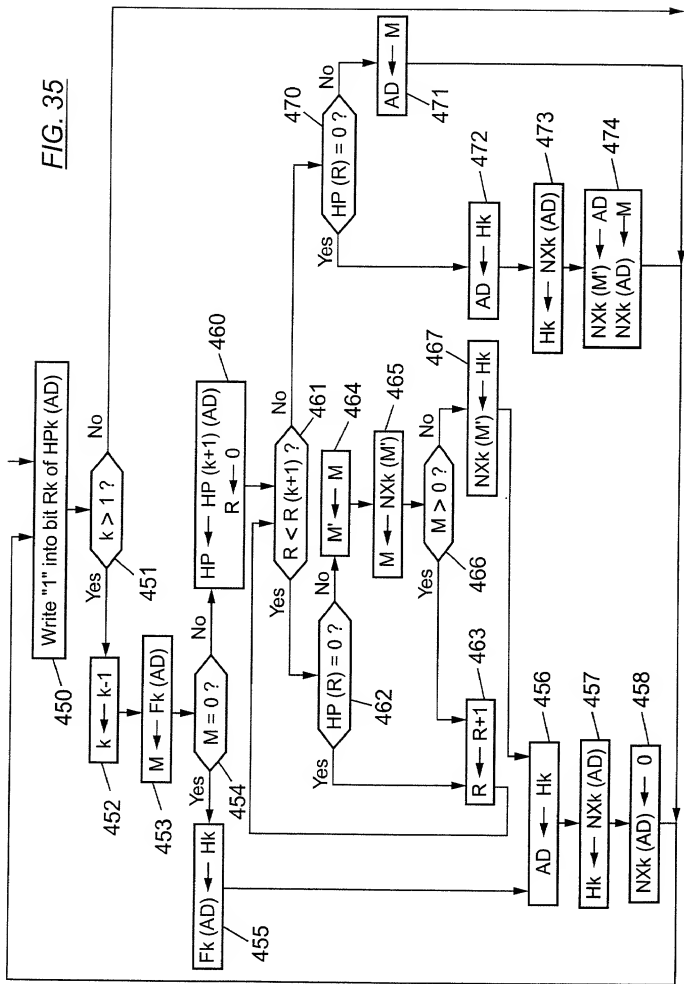 FIG. 35
Write "1" into bit Rk of HPk (AD)
450
k > 1 ?
Yes
No
451
k ← k-1
452
M ← Fk (AD)
453
M = 0 ?
Yes
No
454
Fk (AD) ← Hk
455
HP ← HP (k+1) (AD)
R ← 0
460
R < R (k+1) ?
Yes
No
461
HP (R) = 0 ?
Yes
No
462
M' ← M
464
M ← NXk (M')
465
M > 0 ?
Yes
No
466
R ← R+1
463
NXk (M') ← Hk
467
AD ← Hk
456
Hk ← NXk (AD)
457
NXk (AD) ← 0
458
HP (R) = 0 ?
Yes
No
470
AD ← M
471
AD ← Hk
472
Hk ← NXk (AD)
473
NXk (M') ← AD
NXk (AD) ← M
474